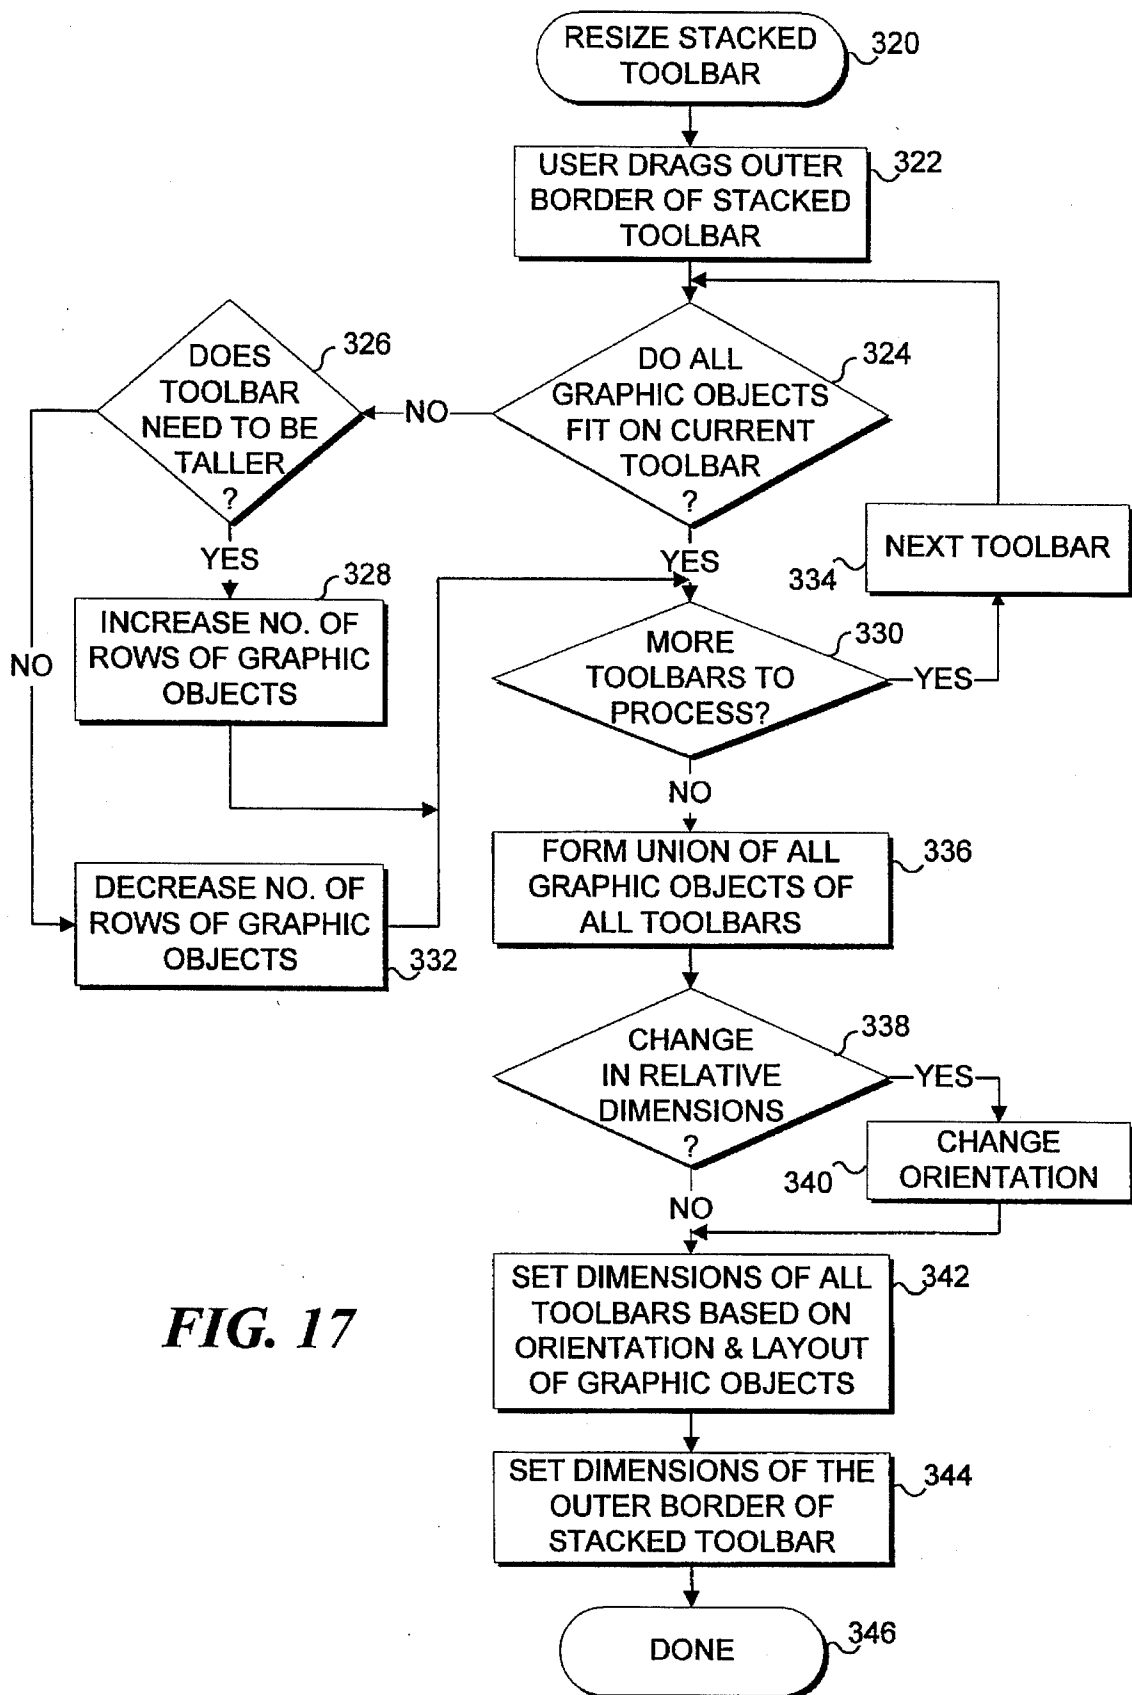 RESIZE STACKED
TOOLBAR
320
USER DRAGS OUTER
BORDER OF STACKED
TOOLBAR
322
DO ALL
GRAPHIC OBJECTS
FIT ON CURRENT
TOOLBAR
?
324
NO
DOES
TOOLBAR
NEED TO BE
TALLER
?
326
YES
YES
NEXT TOOLBAR
334
INCREASE NO. OF
ROWS OF GRAPHIC
OBJECTS
328
NO
MORE
TOOLBARS TO
PROCESS?
330
YES
NO
DECREASE NO. OF
ROWS OF GRAPHIC
OBJECTS
332
FORM UNION OF ALL
GRAPHIC OBJECTS OF
ALL TOOLBARS
336
CHANGE
IN RELATIVE
DIMENSIONS
?
338
YES
CHANGE
ORIENTATION
340
NO
SET DIMENSIONS OF ALL
TOOLBARS BASED ON
ORIENTATION & LAYOUT
OF GRAPHIC OBJECTS
342
FIG. 17
SET DIMENSIONS OF THE
OUTER BORDER OF
STACKED TOOLBAR
344
DONE
346